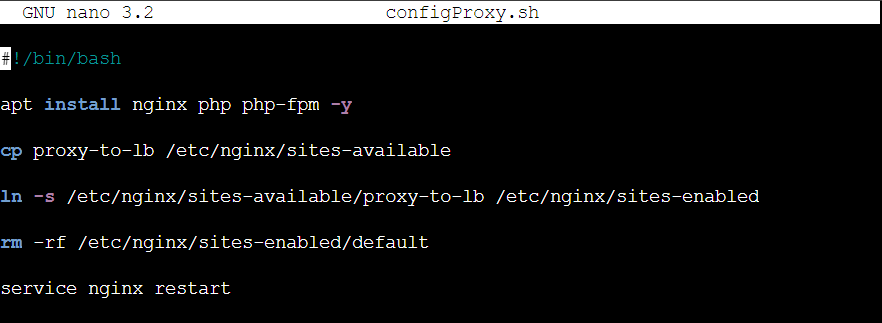 GNU nano 3.2 configProxy.sh
#!/bin/bash
apt install nginx php php-fpm -y
cp proxy-to-lb /etc/nginx/sites-available
ln -s /etc/nginx/sites-available/proxy-to-lb /etc/nginx/sites-enabled
rm -rf /etc/nginx/sites-enabled/default
service nginx restart